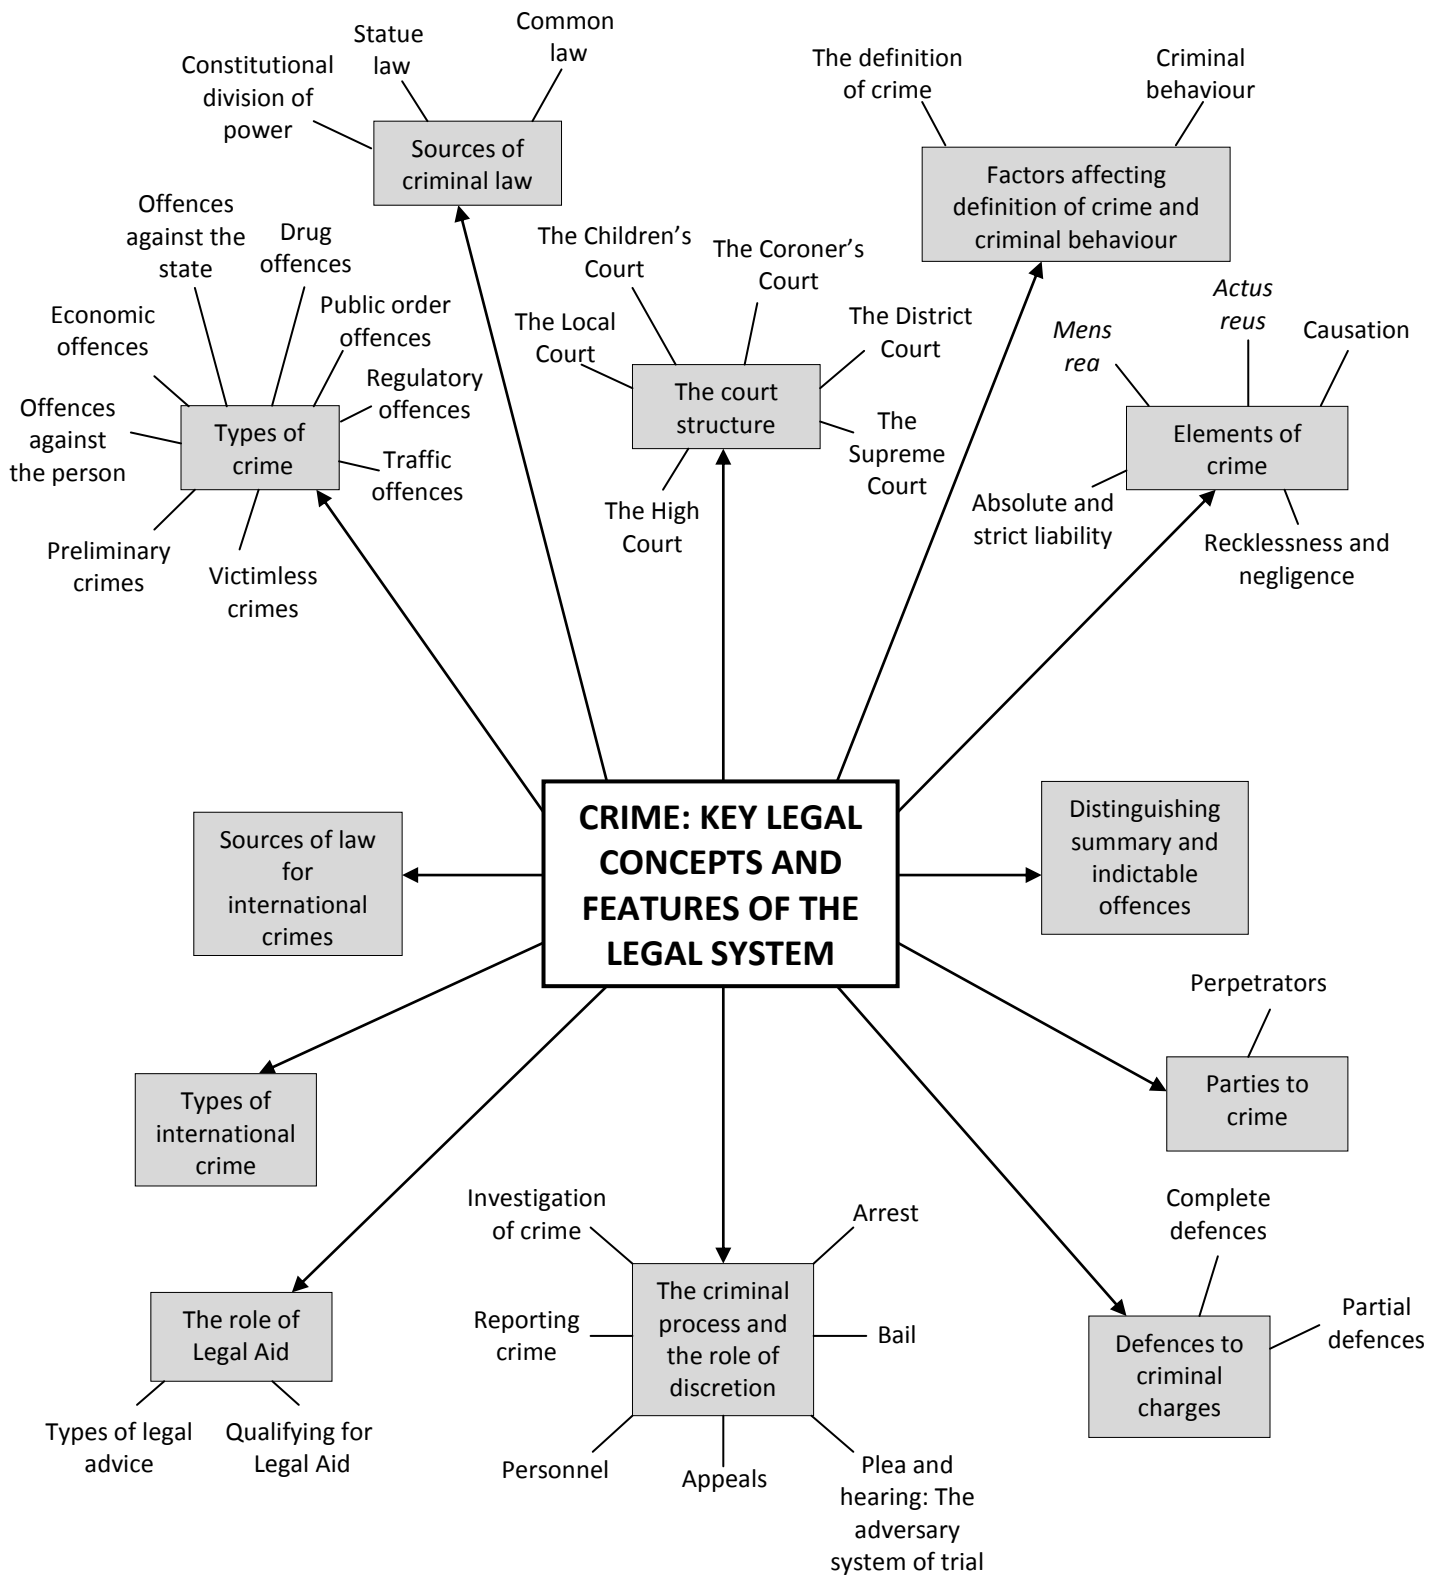 Common
law
Statue
law
Constitutional
division of
power
Sources of
criminal law
The definition
of crime
Criminal
behaviour
Factors affecting
definition of crime and
criminal behaviour
Offences
against the
state
Drug
offences
Economic
offences
Public order
offences
Regulatory
offences
Offences
against
the person
Types of
crime
Traffic
offences
Preliminary
crimes
Victimless
crimes
The Children’s
Court
The Coroner’s
Court
The Local
Court
The District
Court
The court
structure
The
Supreme
Court
The High
Court
Actus
reus
Mens
rea
Causation
Elements of
crime
Absolute and
strict liability
Recklessness and
negligence
CRIME: KEY LEGAL
CONCEPTS AND
FEATURES OF THE
LEGAL SYSTEM
Sources of law
for
international
crimes
Distinguishing
summary and
indictable
offences
Perpetrators
Parties to
crime
Types of
international
crime
Investigation
of crime
Arrest
The criminal
process and
the role of
discretion
Reporting
crime
Bail
Personnel
Appeals
Plea and
hearing: The
adversary
system of trial
Complete
defences
Partial
defences
Defences to
criminal
charges
The role of
Legal Aid
Types of legal
advice
Qualifying for
Legal Aid